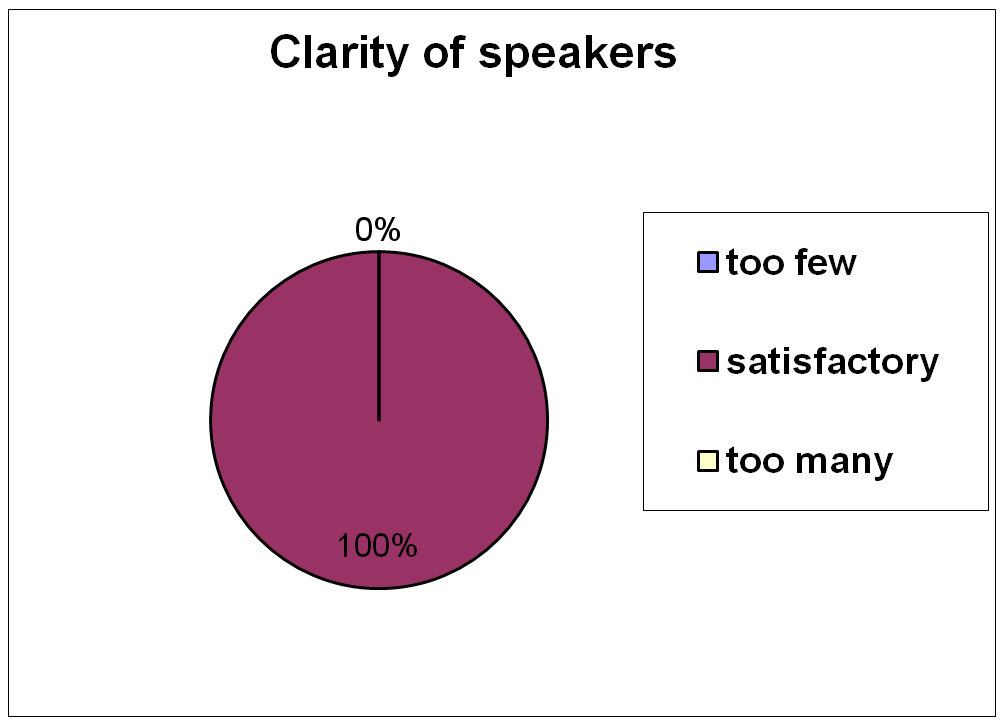 Clarity of speakers
0%
100%
too few
satisfactory
too many